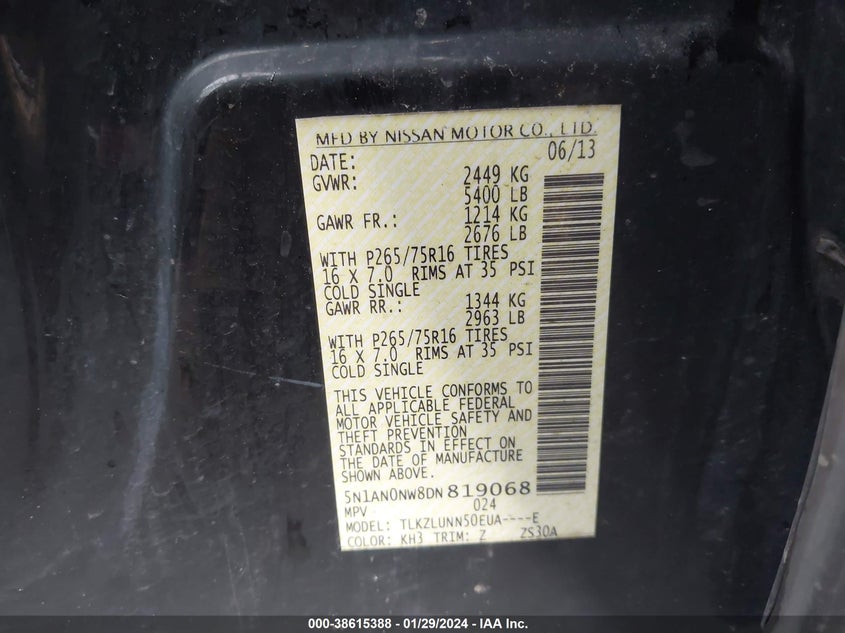 MFD BY NISSAN MOTOR CO., LTD.
DATE: 06/13
GVWR: 2449 KG
5400 LB
GAWR FR.: 1214 KG
2676 LB
WITH P265/75R16 TIRES
16 X 7.0 RIMS AT 35 PSI
COLD SINGLE
GAWR RR.: 1344 KG
2963 LB
WITH P265/75R16 TIRES
16 X 7.0 RIMS AT 35 PSI
COLD SINGLE
THIS VEHICLE CONFORMS TO
ALL APPLICABLE FEDERAL
MOTOR VEHICLE SAFETY AND
THEFT PREVENTION
STANDARDS IN EFFECT ON
THE DATE OF MANUFACTURE
SHOWN ABOVE.
5N1AN0NW8DN819068
MPV 024
MODEL: TLKZLUNN50EUA----E
COLOR: KH3 TRIM: Z ZS30A
000-38615388 - 01/29/2024 - IAA Inc.